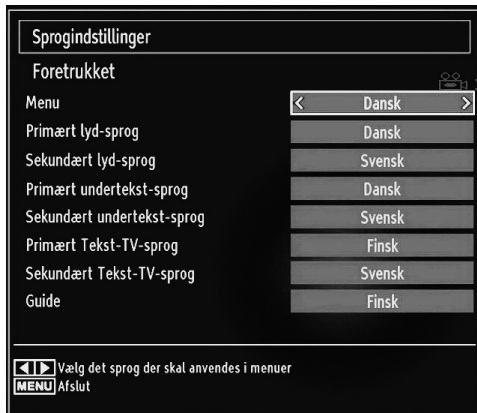 Sprogindstillinger
Foretrukket
Menu < Dansk >
Primært lyd-sprog Dansk
Sekundært lyd-sprog Svensk
Primært undertekst-sprog Dansk
Sekundært undertekst-sprog Svensk
Primært Tekst-TV-sprog Finsk
Sekundært Tekst-TV-sprog Svensk
Guide Finsk
Vælg det sprog der skal anvendes i menuer
MENU Afslut